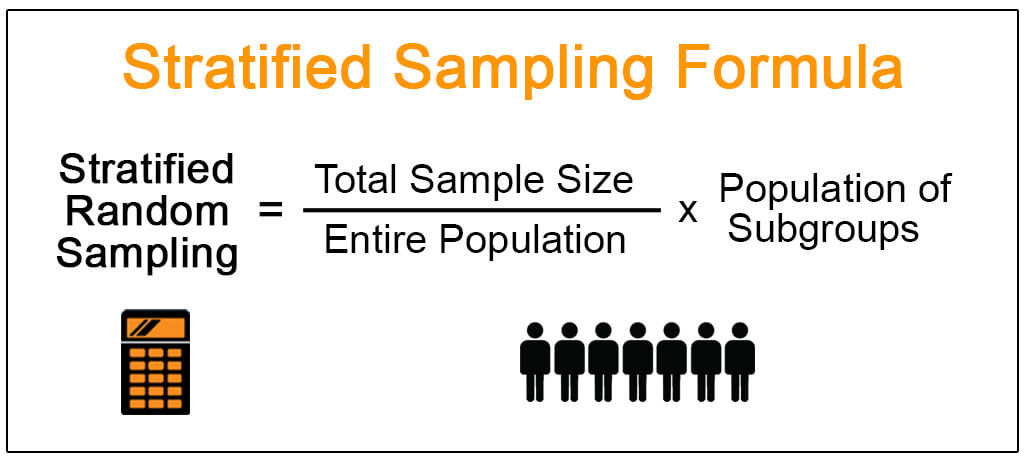 Stratified Sampling Formula
Stratified
Random
Sampling
=
Total Sample Size
Entire Population
x
Population of
Subgroups